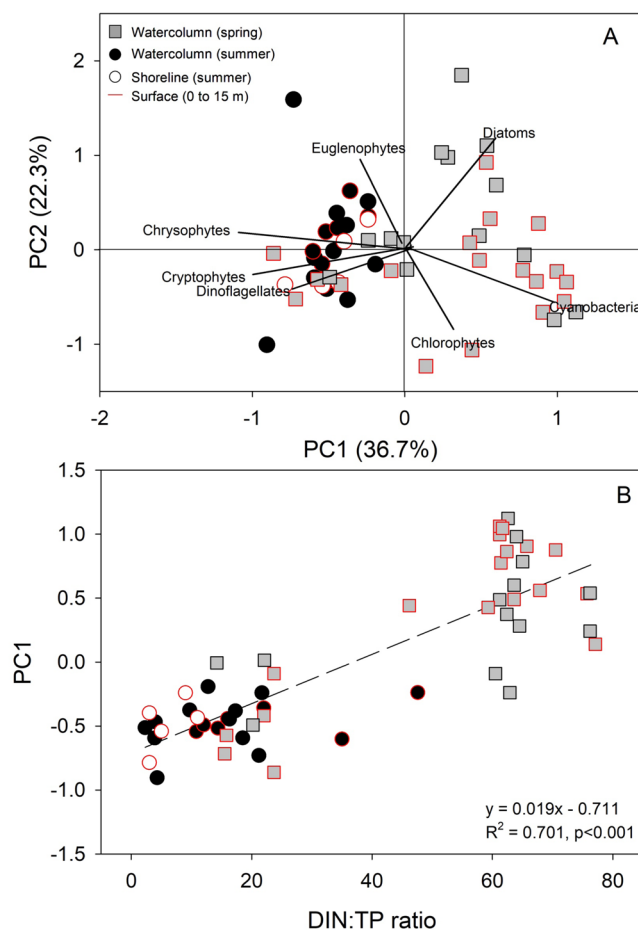 Watercolumn (spring)
Watercolumn (summer)
Shoreline (summer)
Surface (0 to 15 m)
A
2
1
0
-1
PC2 (22.3%)
Euglenophytes
Diatoms
Chrysophytes
Cryptophytes
Dinoflagellates
Cyanobacteria
Chlorophytes
-2
-1
0
1
PC1 (36.7%)
B
1.5
1.0
0.5
0.0
-0.5
-1.0
-1.5
PC1
y = 0.019x - 0.711
R² = 0.701, p<0.001
0
20
40
60
80
DIN:TP ratio